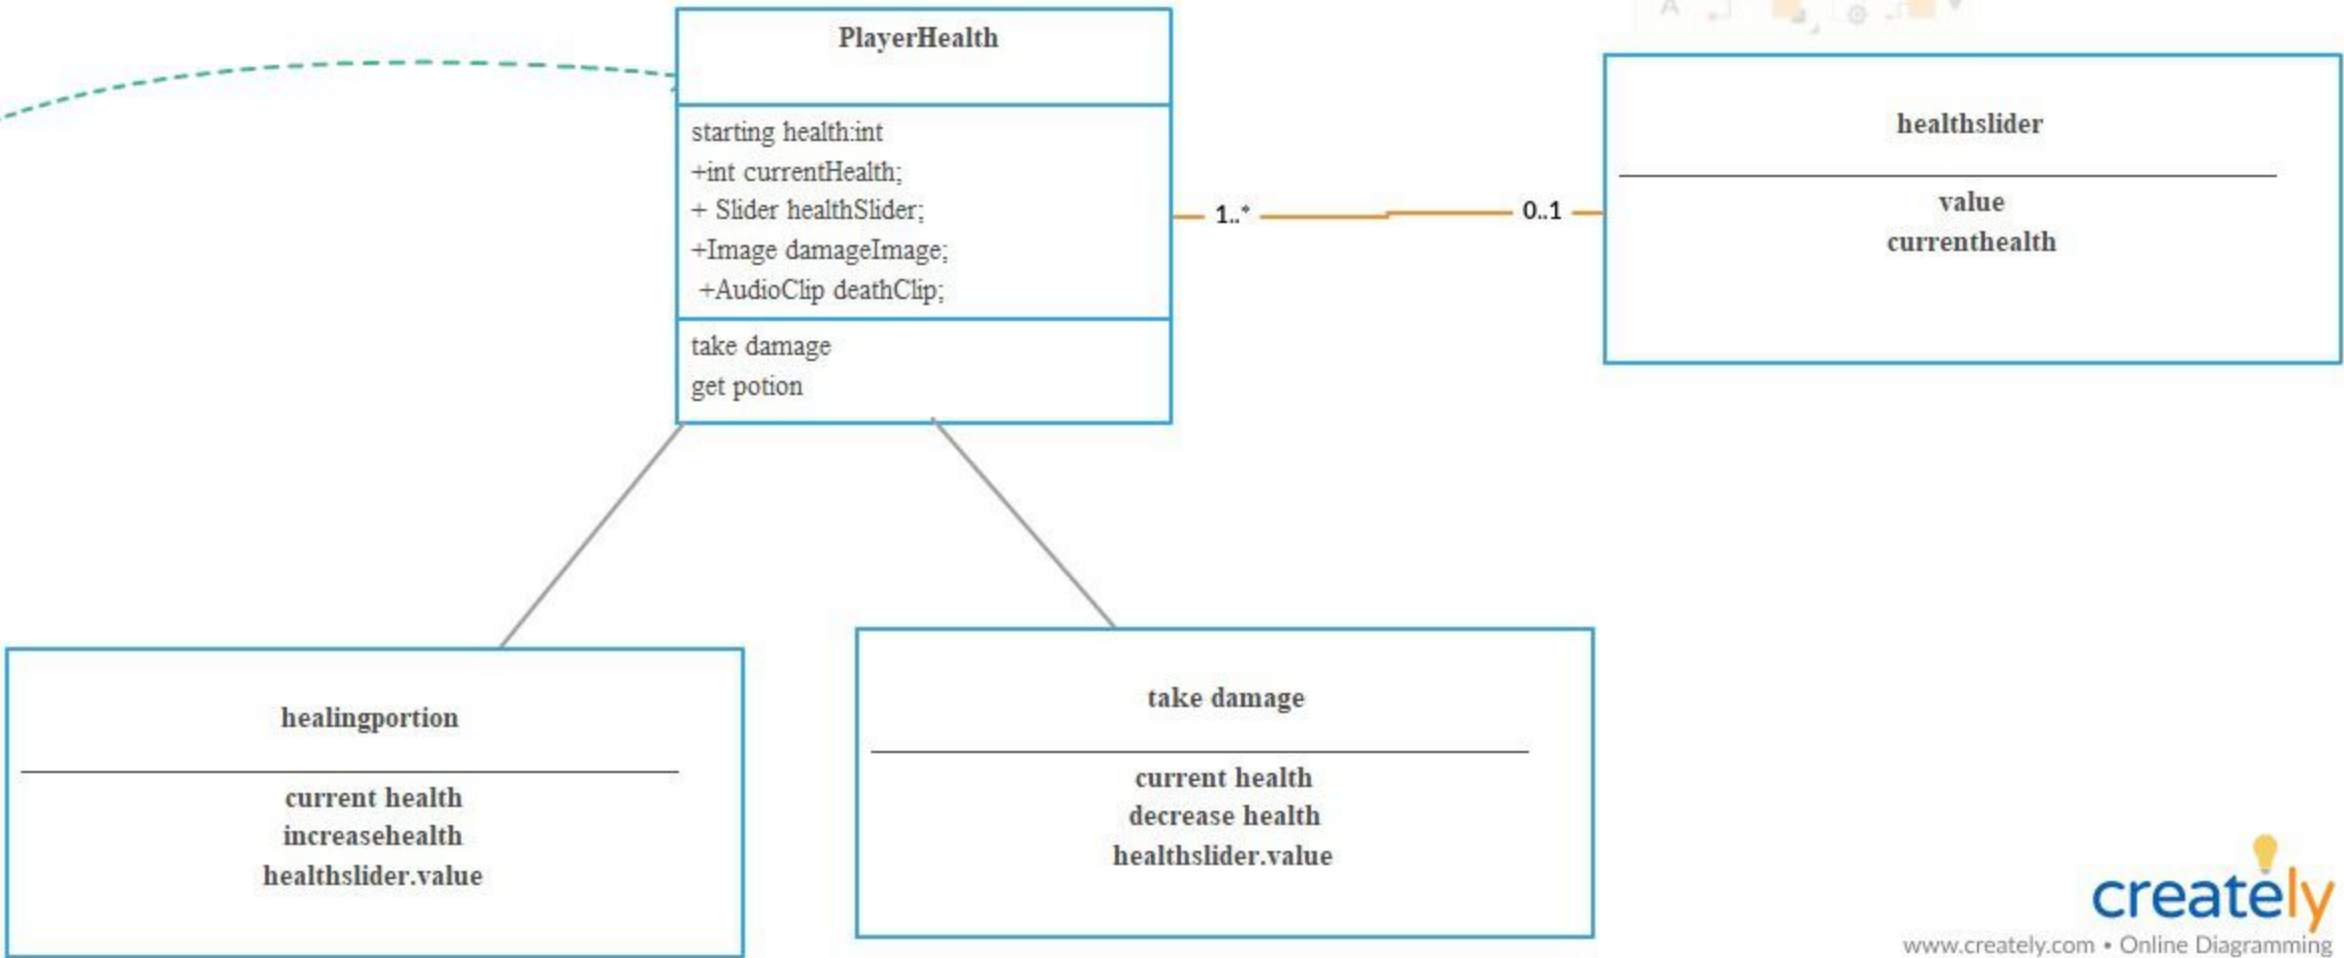 PlayerHealth
starting health:int
+int currentHealth;
+ Slider healthSlider;
+Image damageImage;
+AudioClip deathClip;
take damage
get potion
1..*
0..1
healthslider
value
currenthealth
healingportion
current health
increasehealth
healthslider.value
take damage
current health
decrease health
healthslider.value
A
creately
www.creately.com • Online Diagramming